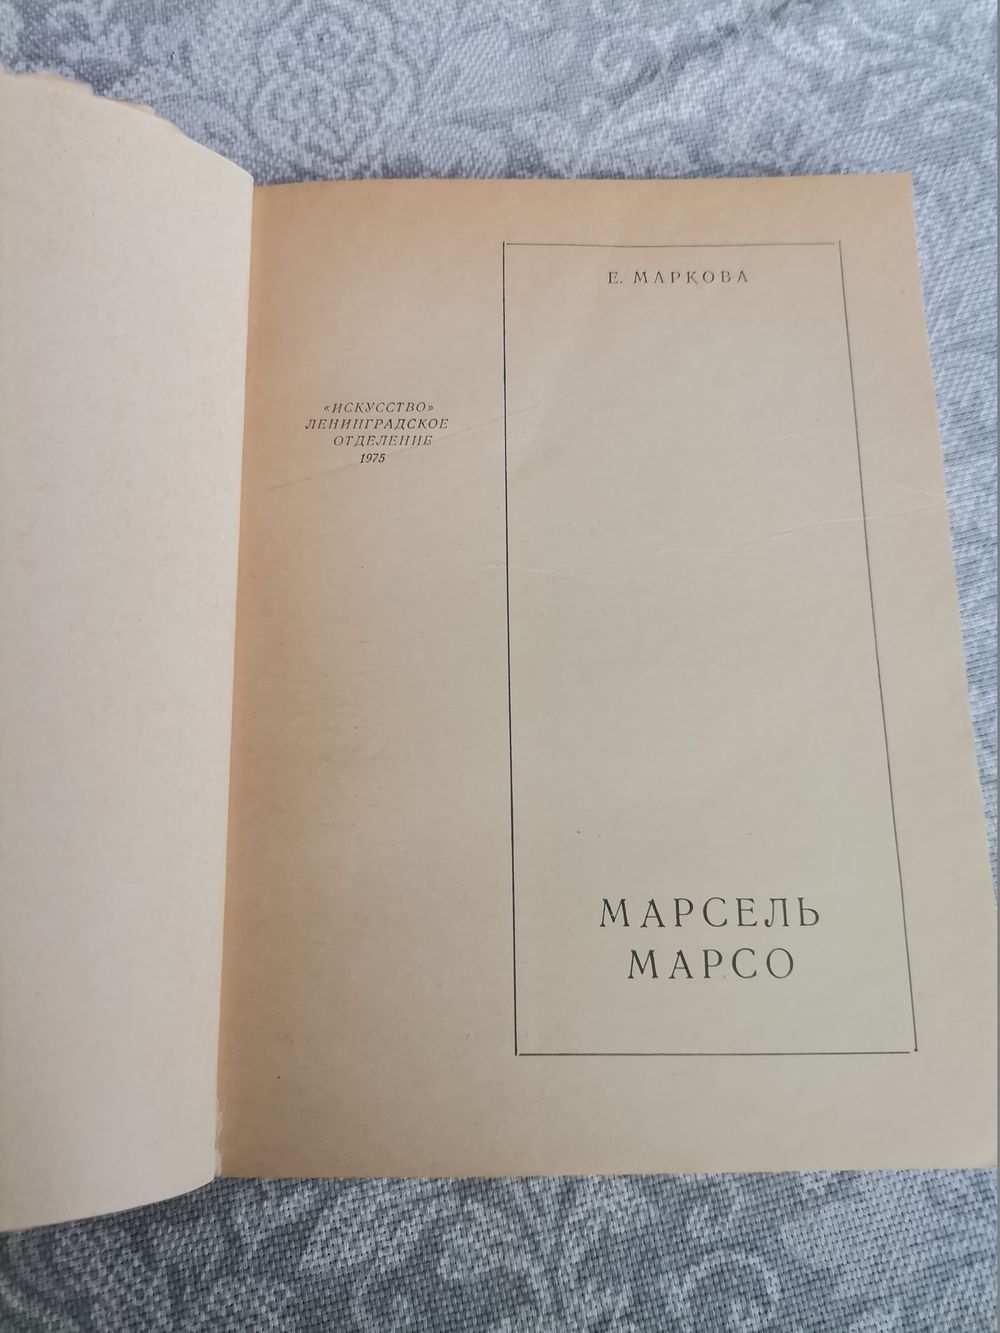 Е. МАРКОВА
«ИСКУССТВО»
ЛЕНИНГРАДСКОЕ
ОТДЕЛЕНИЕ
1975
МАРСЕЛЬ
МАРСО